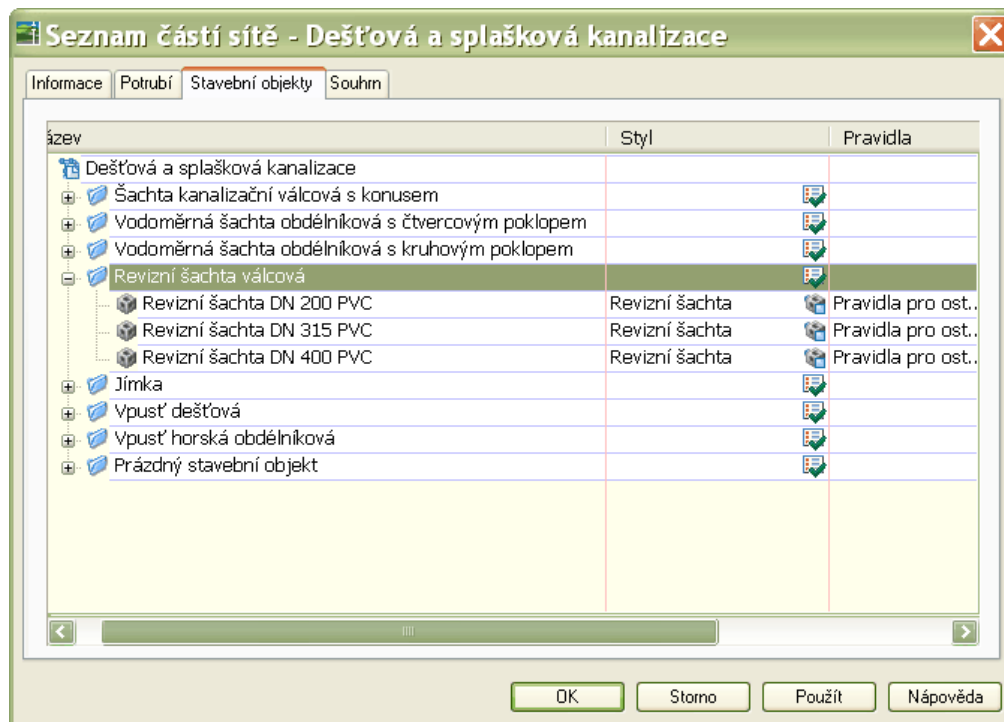 Seznam částí sítě - Dešťová a splašková kanalizace
Informace Potrubí Stavební objekty Souhrn
ázev Styl Pravidla
Dešťová a splašková kanalizace
Šachta kanalizační válcová s konusem
Vodoměrná šachta obdélníková s čtvercovým poklopem
Vodoměrná šachta obdélníková s kruhovým poklopem
Revizní šachta válcová
Revizní šachta DN 200 PVC Revizní šachta Pravidla pro ost..
Revizní šachta DN 315 PVC Revizní šachta Pravidla pro ost..
Revizní šachta DN 400 PVC Revizní šachta Pravidla pro ost..
Jímka
Vpusť dešťová
Vpusť horská obdélníková
Prázdný stavební objekt
OK Storno Použít Nápověda